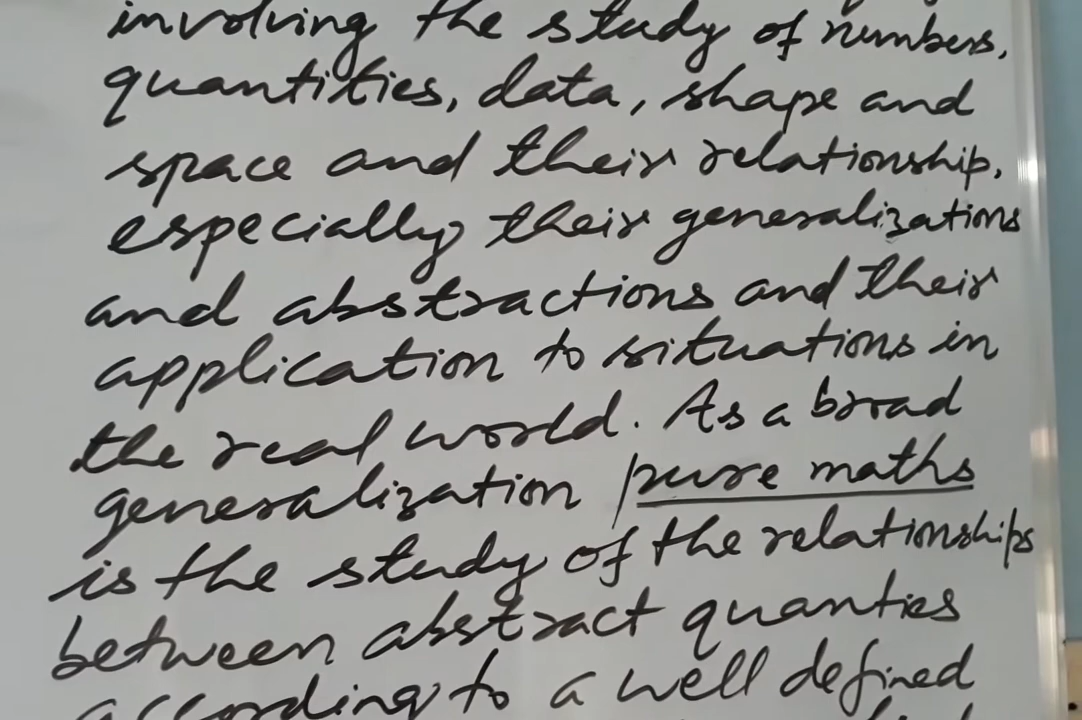 involving the study of numbers,
quantities, data, shape and
space and their relationship,
especially their generalizations
and abstractions and their
application to situations in
the real world. As a broad
generalization pure maths
is the study of the relationships
between abstract quanties
according to a well defined